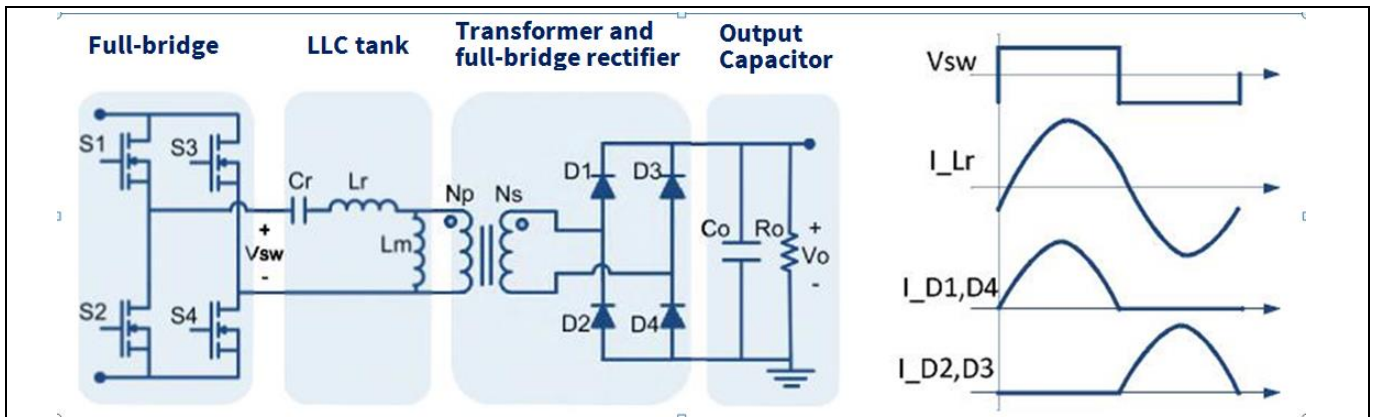 Full-bridge
LLC tank
Transformer and
full-bridge rectifier
Output
Capacitor
S1
S3
Cr
Lr
Np
Ns
D1
D3
+
Vsw
-
Lm
Co
Ro
+
Vo
-
S2
S4
D2
D4
Vsw
I_Lr
I_D1,D4
I_D2,D3